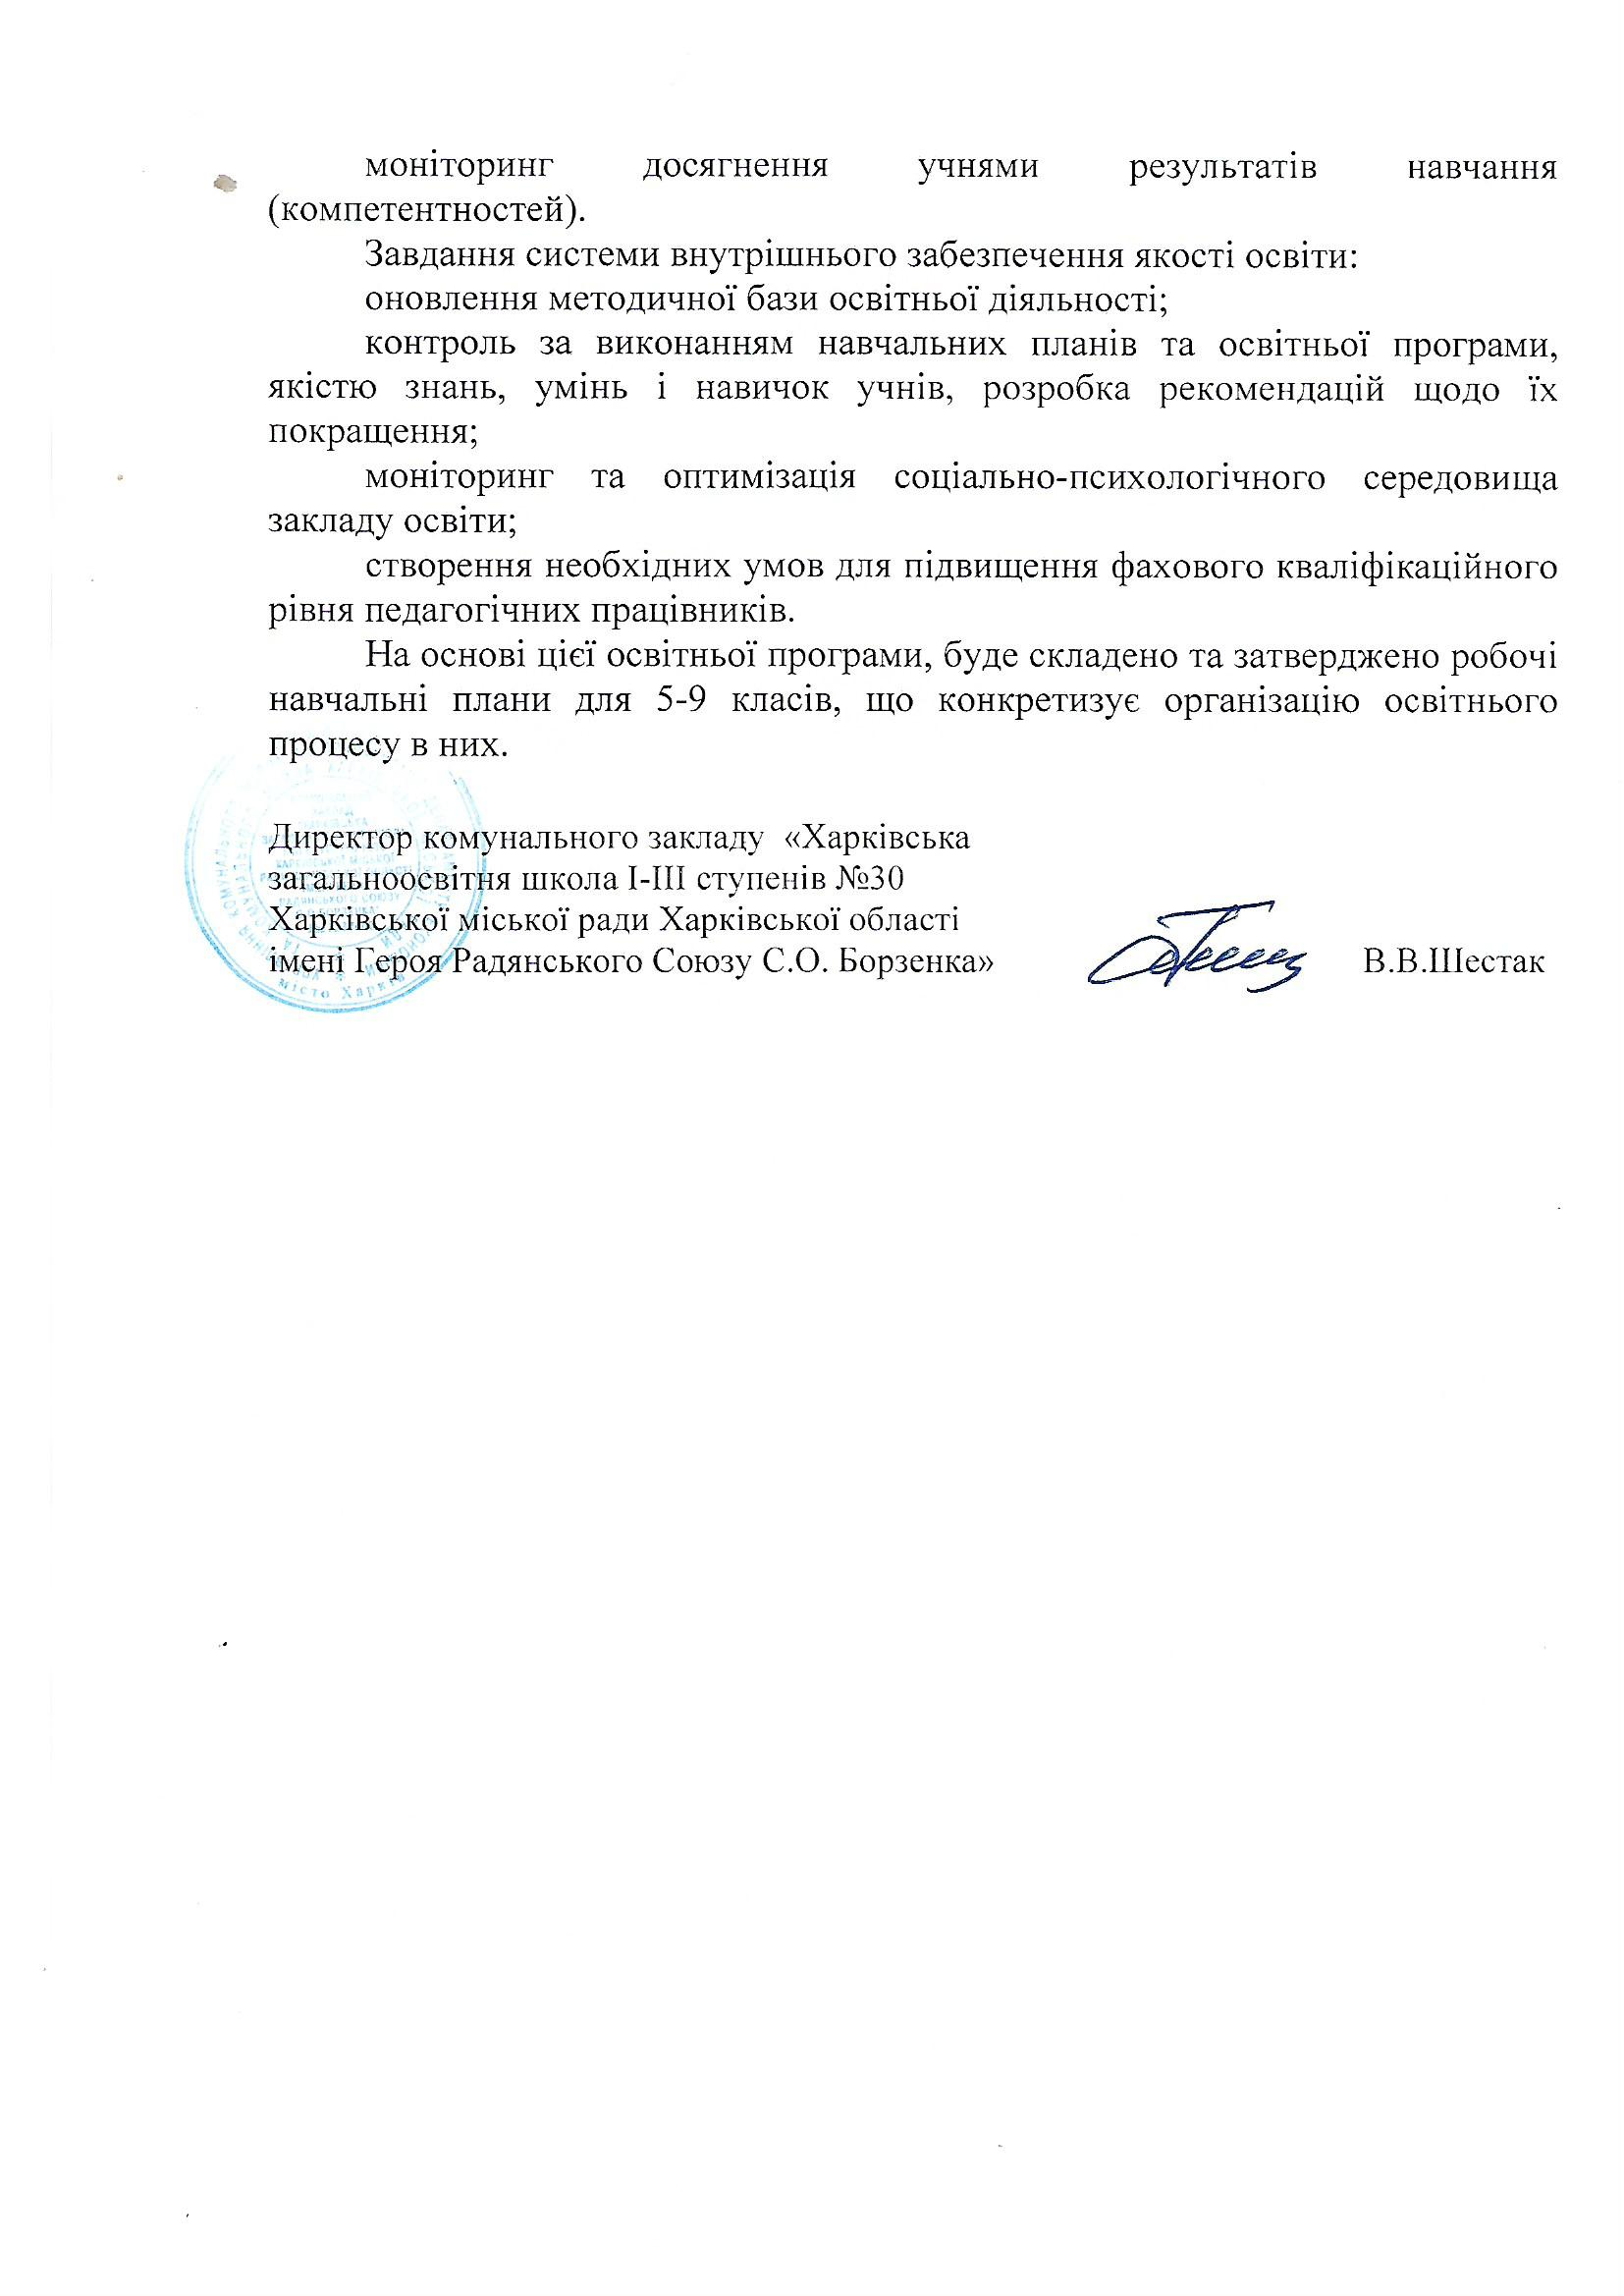 моніторинг досягнення учнями результатів навчання
(компетентностей).
Завдання системи внутрішнього забезпечення якості освіти:
оновлення методичної бази освітньої діяльності;
контроль за виконанням навчальних планів та освітньої програми,
якістю знань, умінь і навичок учнів, розробка рекомендацій щодо їх
покращення;
моніторинг та оптимізація соціально-психологічного середовища
закладу освіти;
створення необхідних умов для підвищення фахового кваліфікаційного
рівня педагогічних працівників.
На основі цієї освітньої програми, буде складено та затверджено робочі
навчальні плани для 5-9 класів, що конкретизує організацію освітнього
процесу в них.
Директор комунального закладу «Харківська
загальноосвітня школа І-ІІІ ступенів №30
Харківської міської ради Харківської області
імені Героя Радянського Союзу С.О. Борзенка» В.В.Шестак
місто Харків